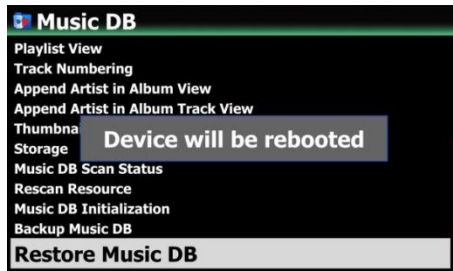 Music DB
Playlist View
Track Numbering
Append Artist in Album View
Append Artist in Album Track View
Device will be rebooted
Storage
Music DB Scan Status
Rescan Resource
Music DB Initialization
Backup Music DB
Restore Music DB